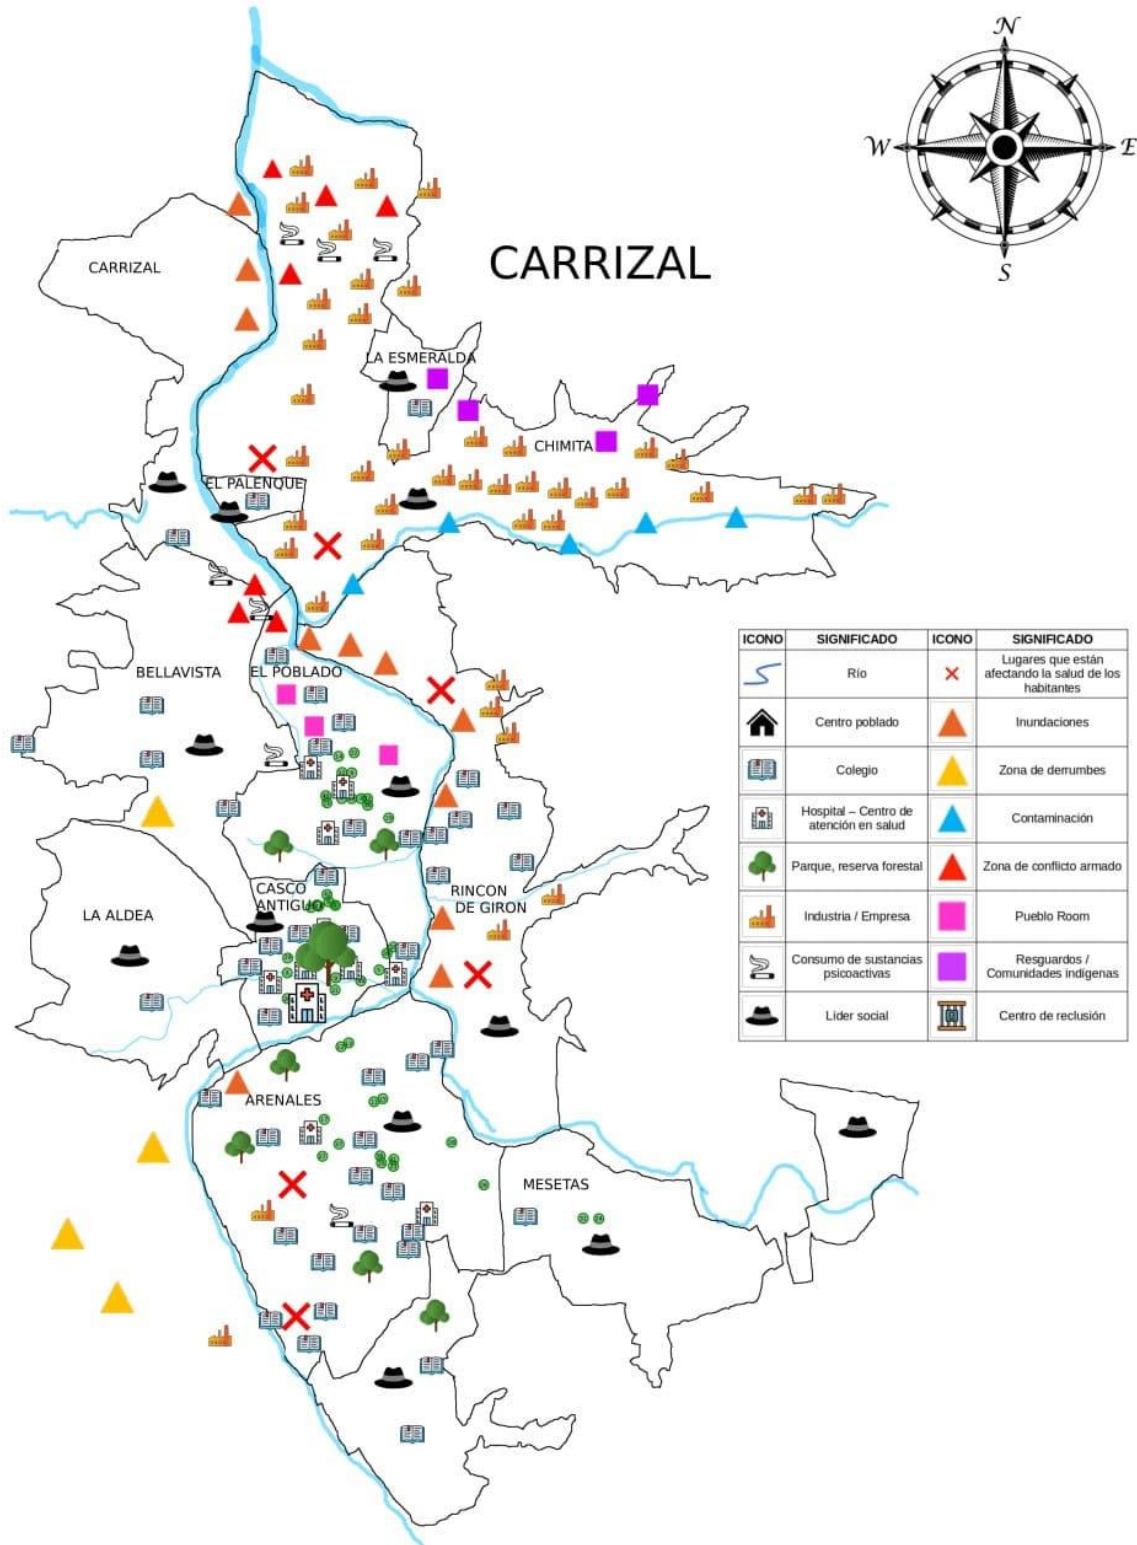 N
W
E
S
CARRIZAL
CARRIZAL
LA ESMERALDA
CHIMITA
EL PALENQUE
BELLAVISTA
EL POBLADO
CASCO
ANTIGUO
RINCON
DE GIRON
LA ALDEA
ARENALES
MESETAS
ICONO SIGNIFICADO ICONO SIGNIFICADO
Río
Lugares que están
afectando la salud de los
habitantes
Centro poblado
Inundaciones
Colegio
Zona de derrumbes
Hospital – Centro de
atención en salud
Contaminación
Parque, reserva forestal
Zona de conflicto armado
Industria / Empresa
Pueblo Room
Consumo de sustancias
psicoactivas
Resguardos /
Comunidades indígenas
Líder social
Centro de reclusión